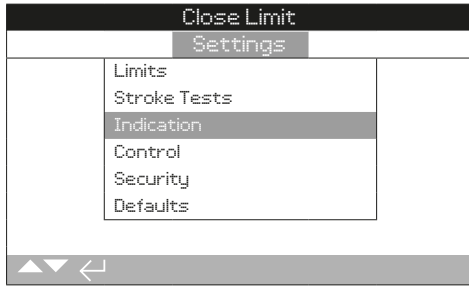 Close Limit
Settings
Limits
Stroke Tests
Indication
Control
Security
Defaults